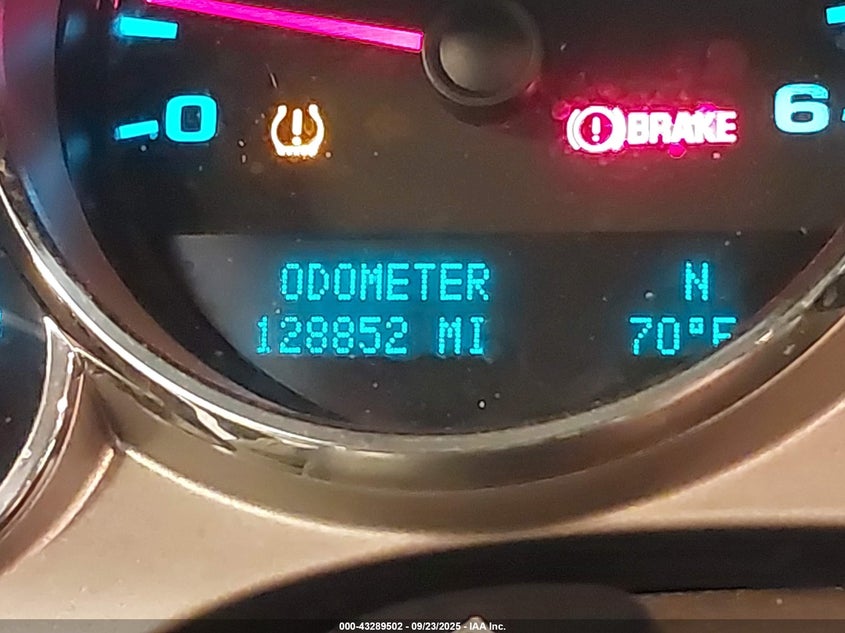 0
BRAKE
6
ODOMETER N
128852 MI 70°F
000-43289502 - 09/23/2025 - IAA Inc.